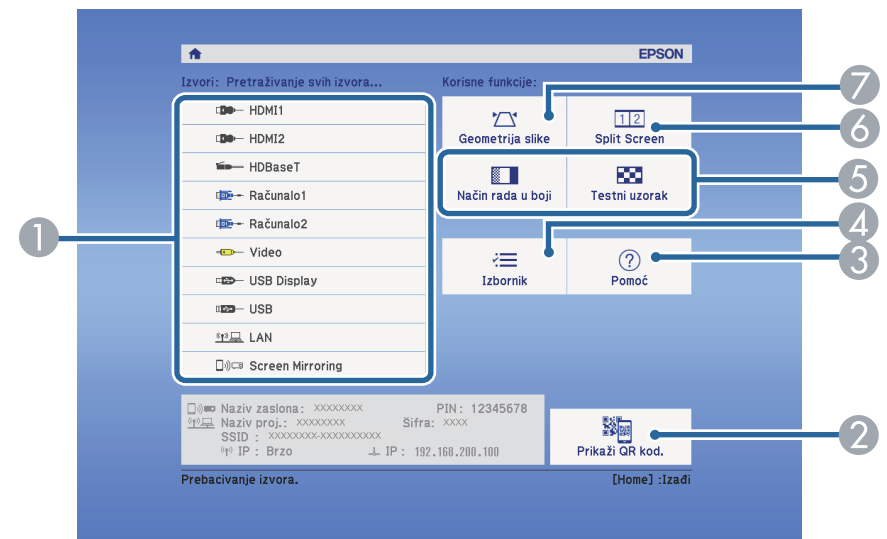 EPSON
Izvori: Pretraživanje svih izvora...
Korisne funkcije:
HDMI1
HDMI2
HDBaseT
Računalo1
Računalo2
Video
USB Display
USB
LAN
Screen Mirroring
Geometrija slike
1 2
Split Screen
Način rada u boji
Testni uzorak
Izbornik
?
Pomoć
Naziv zaslona: XXXXXXXX PIN: 12345678
Naziv proj.: XXXXXXXX Šifra: XXXX
SSID : XXXXXXXX-XXXXXXXXXX
IP : Brzo IP : 192.168.200.100
Prikaži QR kod.
Prebacivanje izvora. [Home] :Izađi
1
7
6
5
4
3
2